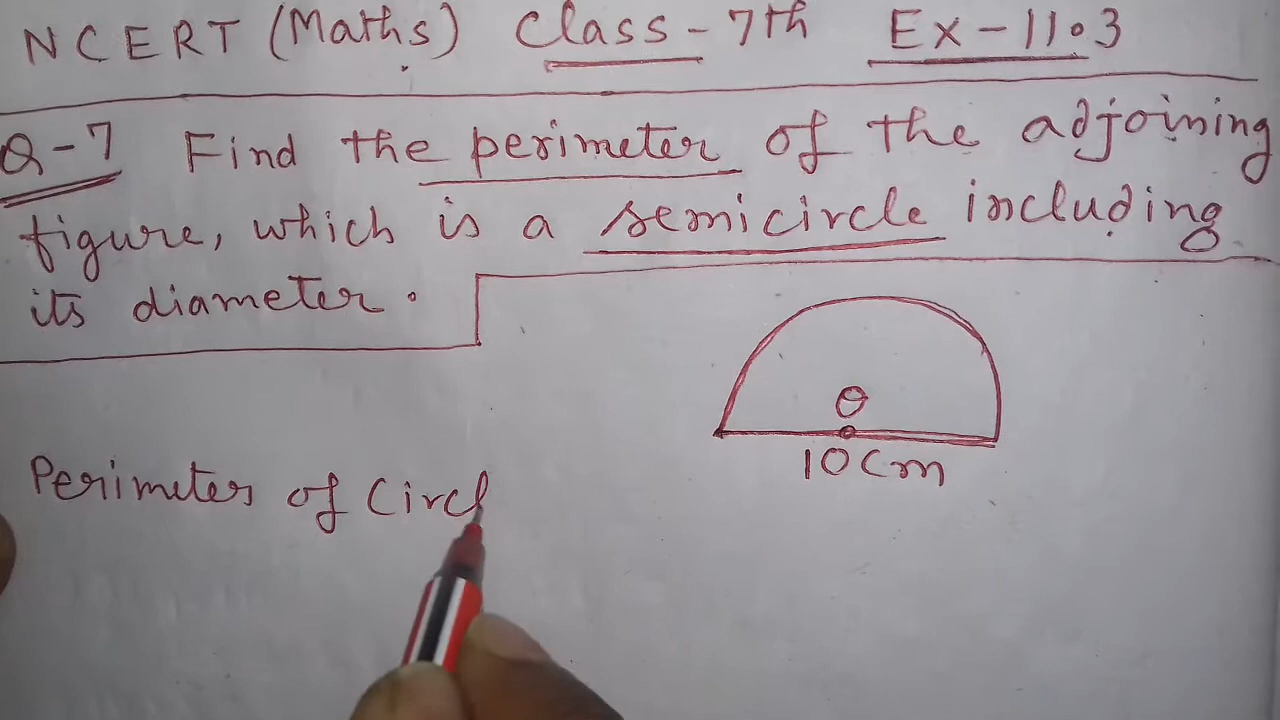 NCERT (Maths) Class-7th Ex-11.3
Q-7 Find the perimeter of the adjoining
figure, which is a semicircle including
its diameter.
O
10cm
Perimeter of Circl